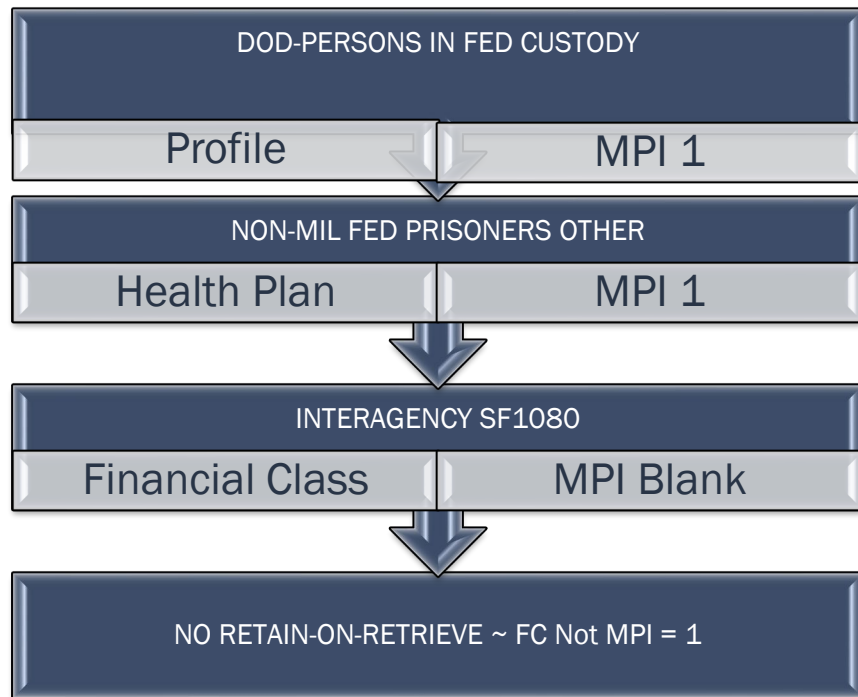 DOD-PERSONS IN FED CUSTODY
Profile MPI 1
NON-MIL FED PRISONERS OTHER
Health Plan MPI 1
INTERAGENCY SF1080
Financial Class MPI Blank
NO RETAIN-ON-RETRIEVE ~ FC Not MPI = 1